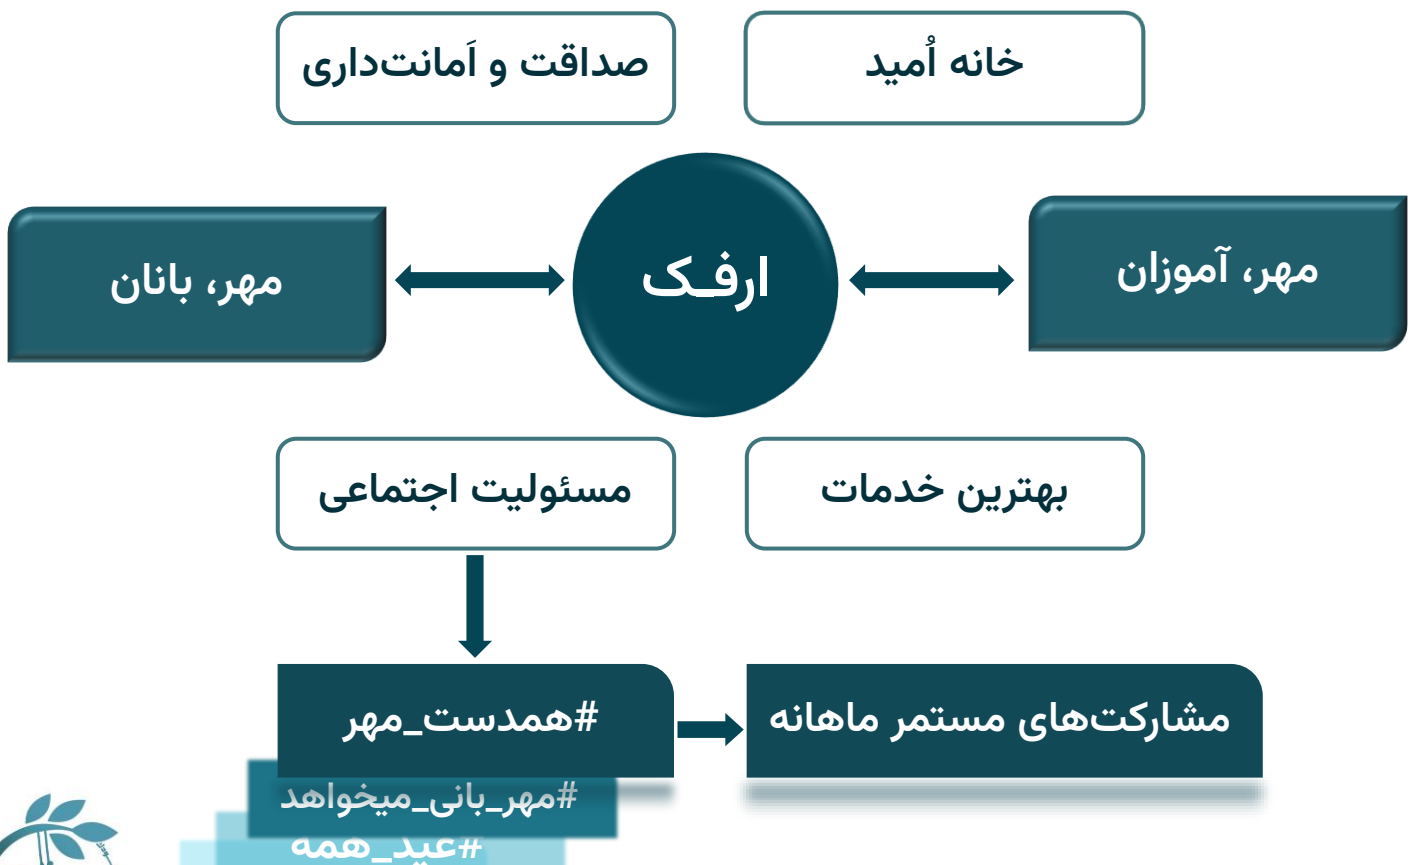 خانه اُمید
صداقت و اَمانت‌داری
مهر، آموزان
ارفـک
مهر، بانان
بهترین خدمات
مسئولیت اجتماعی
#همدست_مهر
مشارکت‌های مستمر ماهانه
#مهر_بانی_میخواهد
#عید_همه